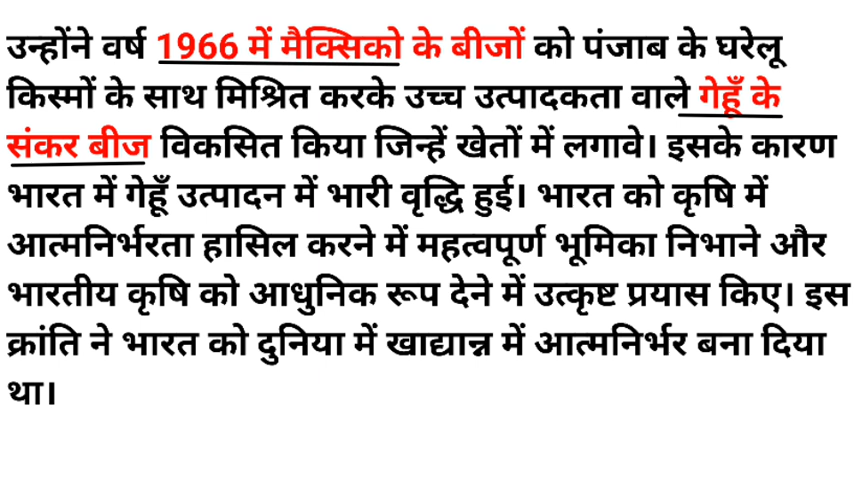 उन्होंने वर्ष 1966 में मैक्सिको के बीजों को पंजाब के घरेलू
किस्मों के साथ मिश्रित करके उच्च उत्पादकता वाले गेहूँ के
संकर बीज विकसित किया जिन्हें खेतों में लगावे। इसके कारण
भारत में गेहूँ उत्पादन में भारी वृद्धि हुई। भारत को कृषि में
आत्मनिर्भरता हासिल करने में महत्वपूर्ण भूमिका निभाने और
भारतीय कृषि को आधुनिक रूप देने में उत्कृष्ट प्रयास किए। इस
क्रांति ने भारत को दुनिया में खाद्यान्न में आत्मनिर्भर बना दिया
था।